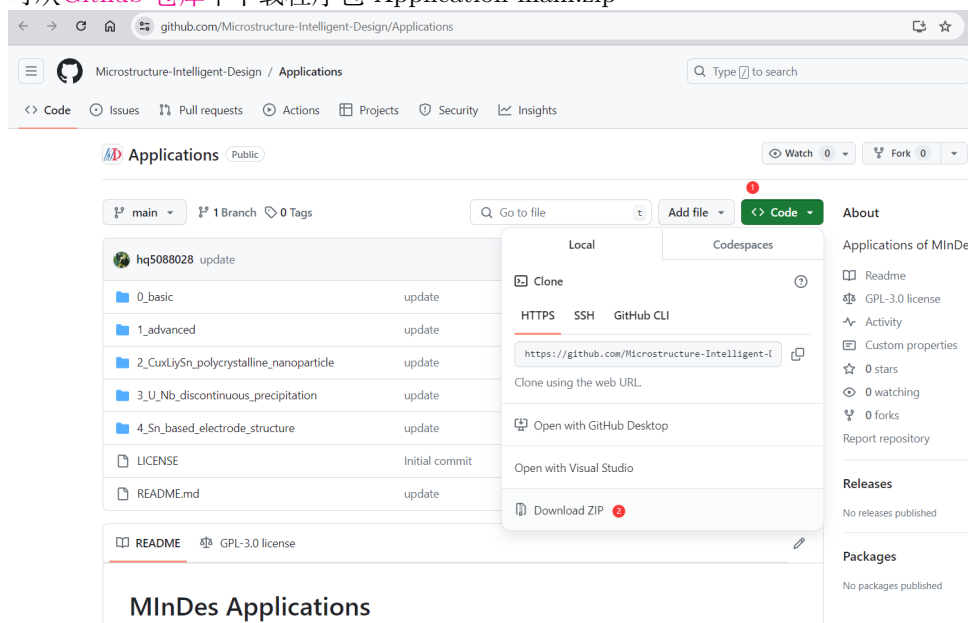 github.com/Microstructure-Intelligent-Design/Applications
Microstructure-Intelligent-Design / Applications
Type / to search
<> Code Issues Pull requests Actions Projects Security Insights
Applications Public
Watch 0 Fork 0
1
main 1 Branch 0 Tags Go to file t Add file <> Code About
Local Codespaces
Applications of MInDe
hq5088028 update
Clone
Readme
0_basic update
GPL-3.0 license
HTTPS SSH GitHub CLI
Activity
1_advanced update
Custom properties
https://github.com/Microstructure-Intelligent-
2_CuxLiySn_polycrystalline_nanoparticle update
0 stars
Clone using the web URL.
0 watching
3_U_Nb_discontinuous_precipitation update
0 forks
4_Sn_based_electrode_structure update
Open with GitHub Desktop
Report repository
LICENSE Initial commit
Open with Visual Studio
Releases
README.md update
Download ZIP 2
No releases published
README GPL-3.0 license
Packages
No packages published
MInDes Applications